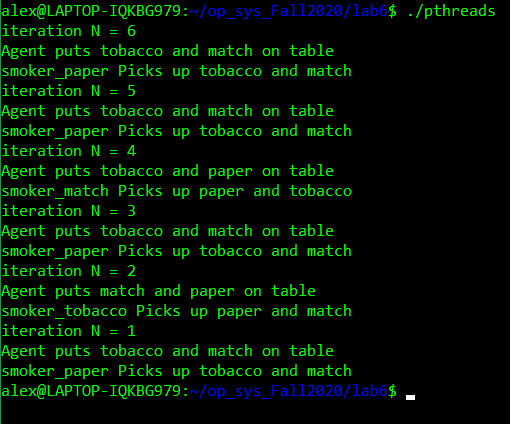 alex@LAPTOP-IQKBG979:~/op_sys_Fall2020/lab6$ ./pthreads
iteration N = 6
Agent puts tobacco and match on table
smoker_paper Picks up tobacco and match
iteration N = 5
Agent puts tobacco and match on table
smoker_paper Picks up tobacco and match
iteration N = 4
Agent puts tobacco and paper on table
smoker_match Picks up paper and tobacco
iteration N = 3
Agent puts tobacco and match on table
smoker_paper Picks up tobacco and match
iteration N = 2
Agent puts match and paper on table
smoker_tobacco Picks up paper and match
iteration N = 1
Agent puts tobacco and match on table
smoker_paper Picks up tobacco and match
alex@LAPTOP-IQKBG979:~/op_sys_Fall2020/lab6$